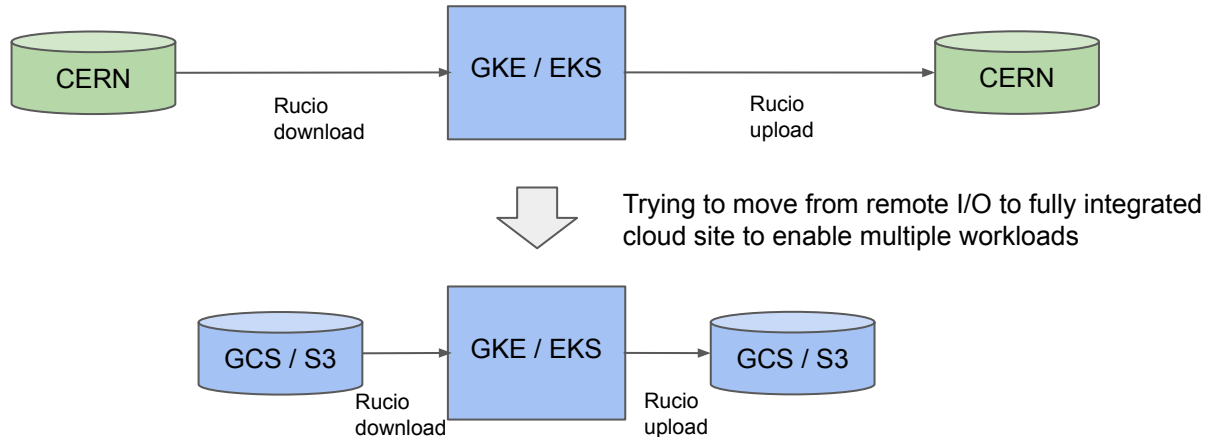 CERN
GKE / EKS
CERN
Rucio
download
Rucio
upload
Trying to move from remote I/O to fully integrated
cloud site to enable multiple workloads
GCS / S3
GKE / EKS
GCS / S3
Rucio
download
Rucio
upload